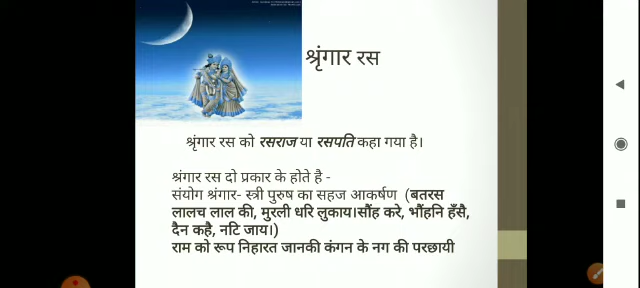 श्रृंगार रस
श्रृंगार रस को रसराज या रसपति कहा गया है।
श्रंगार रस दो प्रकार के होते है -
संयोग श्रंगार- स्त्री पुरुष का सहज आकर्षण (बतरस
लालच लाल की, मुरली धरि लुकाय।सौंह करे, भौंहनि हँसै,
दैन कहै, नटि जाय।)
राम को रूप निहारत जानकी कंगन के नग की परछायी